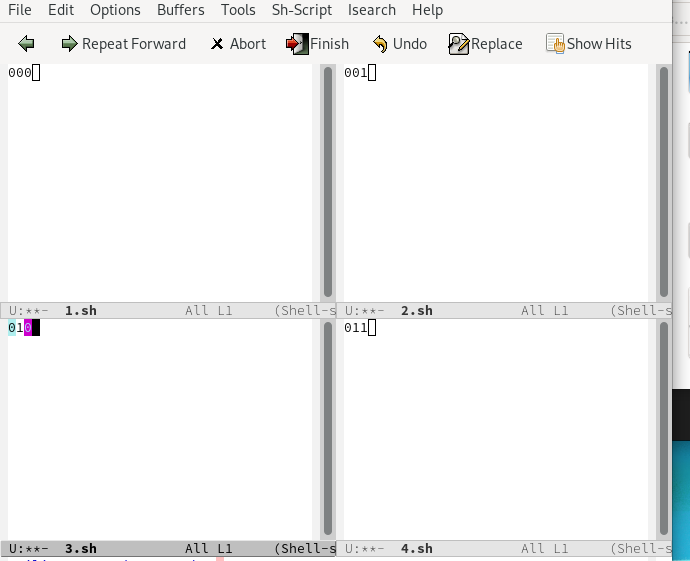 File Edit Options Buffers Tools Sh-Script Isearch Help
Repeat Forward Abort Finish Undo Replace Show Hits
000
001
U:**- 1.sh All L1 (Shell-s
U:**- 2.sh All L1 (Shell-s
010
011
U:**- 3.sh All L1 (Shell-s
U:**- 4.sh All L1 (Shell-s